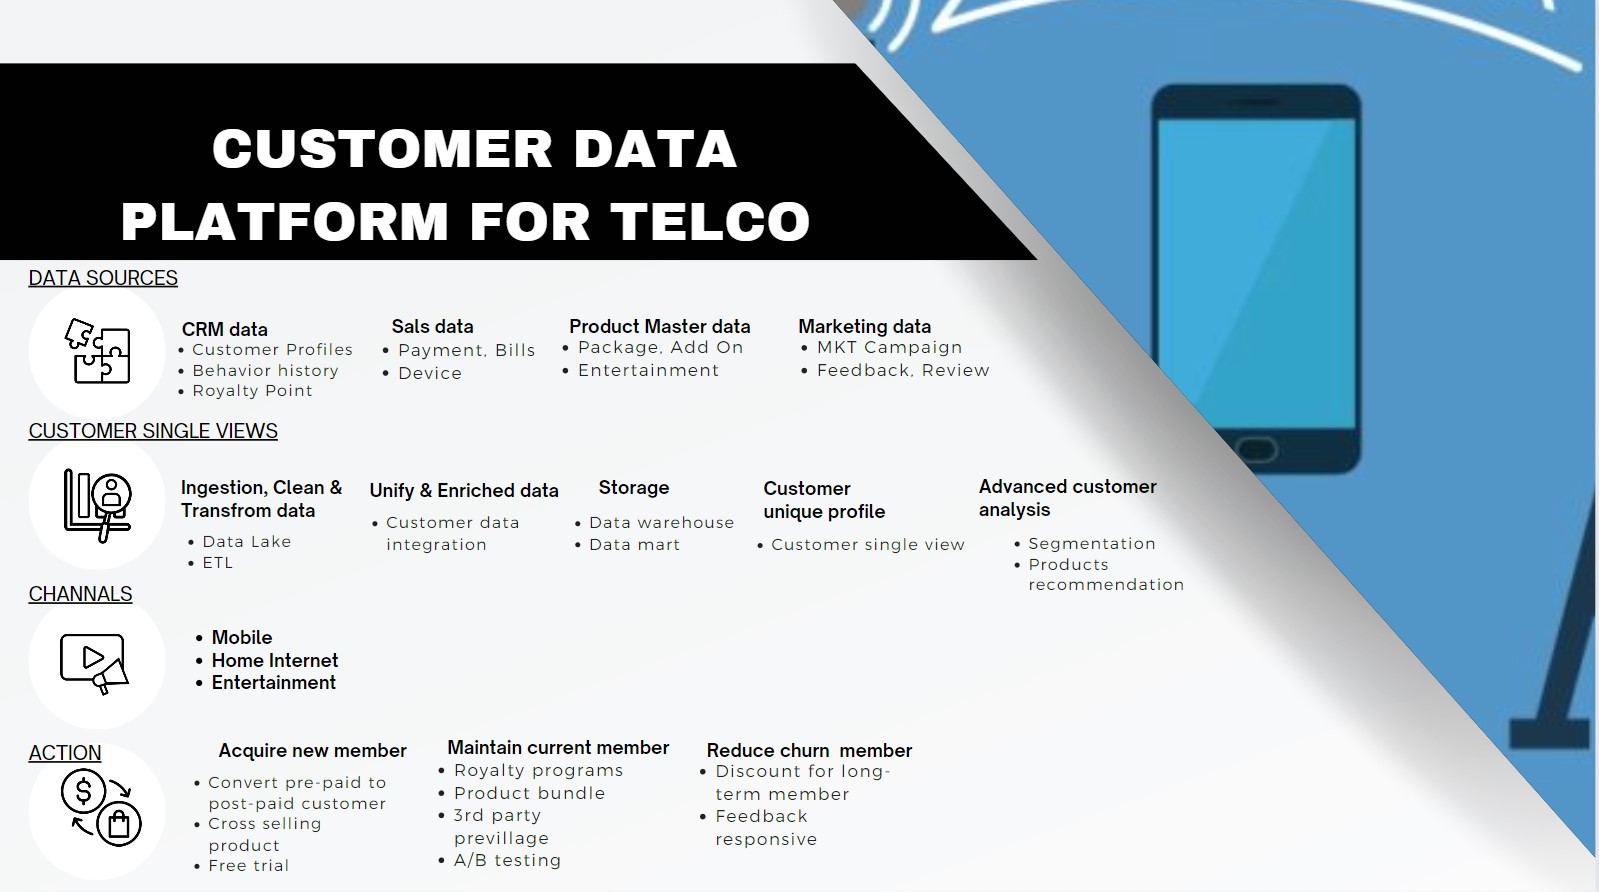 CUSTOMER DATA
PLATFORM FOR TELCO
DATA SOURCES
CRM data
Customer Profiles
Behavior history
Royalty Point
Sals data
Payment, Bills
Device
Product Master data
Package, Add On
Entertainment
Marketing data
MKT Campaign
Feedback, Review
CUSTOMER SINGLE VIEWS
Ingestion, Clean &
Transfrom data
Data Lake
ETL
Unify & Enriched data
Customer data
integration
Storage
Data warehouse
Data mart
Customer
unique profile
Customer single view
Advanced customer
analysis
Segmentation
Products
recommendation
CHANNALS
Mobile
Home Internet
Entertainment
ACTION
Acquire new member
Convert pre-paid to
post-paid customer
Cross selling
product
Free trial
Maintain current member
Royalty programs
Product bundle
3rd party
previllage
A/B testing
Reduce churn member
Discount for long-
term member
Feedback
responsive